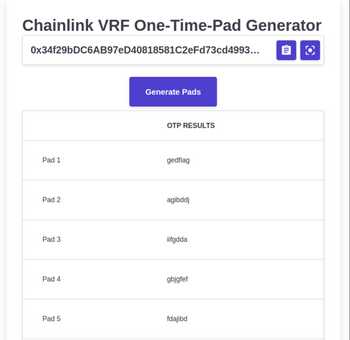 Chainlink VRF One-Time-Pad Generator
0x34f29bDC6AB97eD40818581C2eFd73cd4993…
Generate Pads
OTP RESULTS
Pad 1 gedfiag
Pad 2 agibddj
Pad 3 iifgdda
Pad 4 gbjgfef
Pad 5 fdajibd